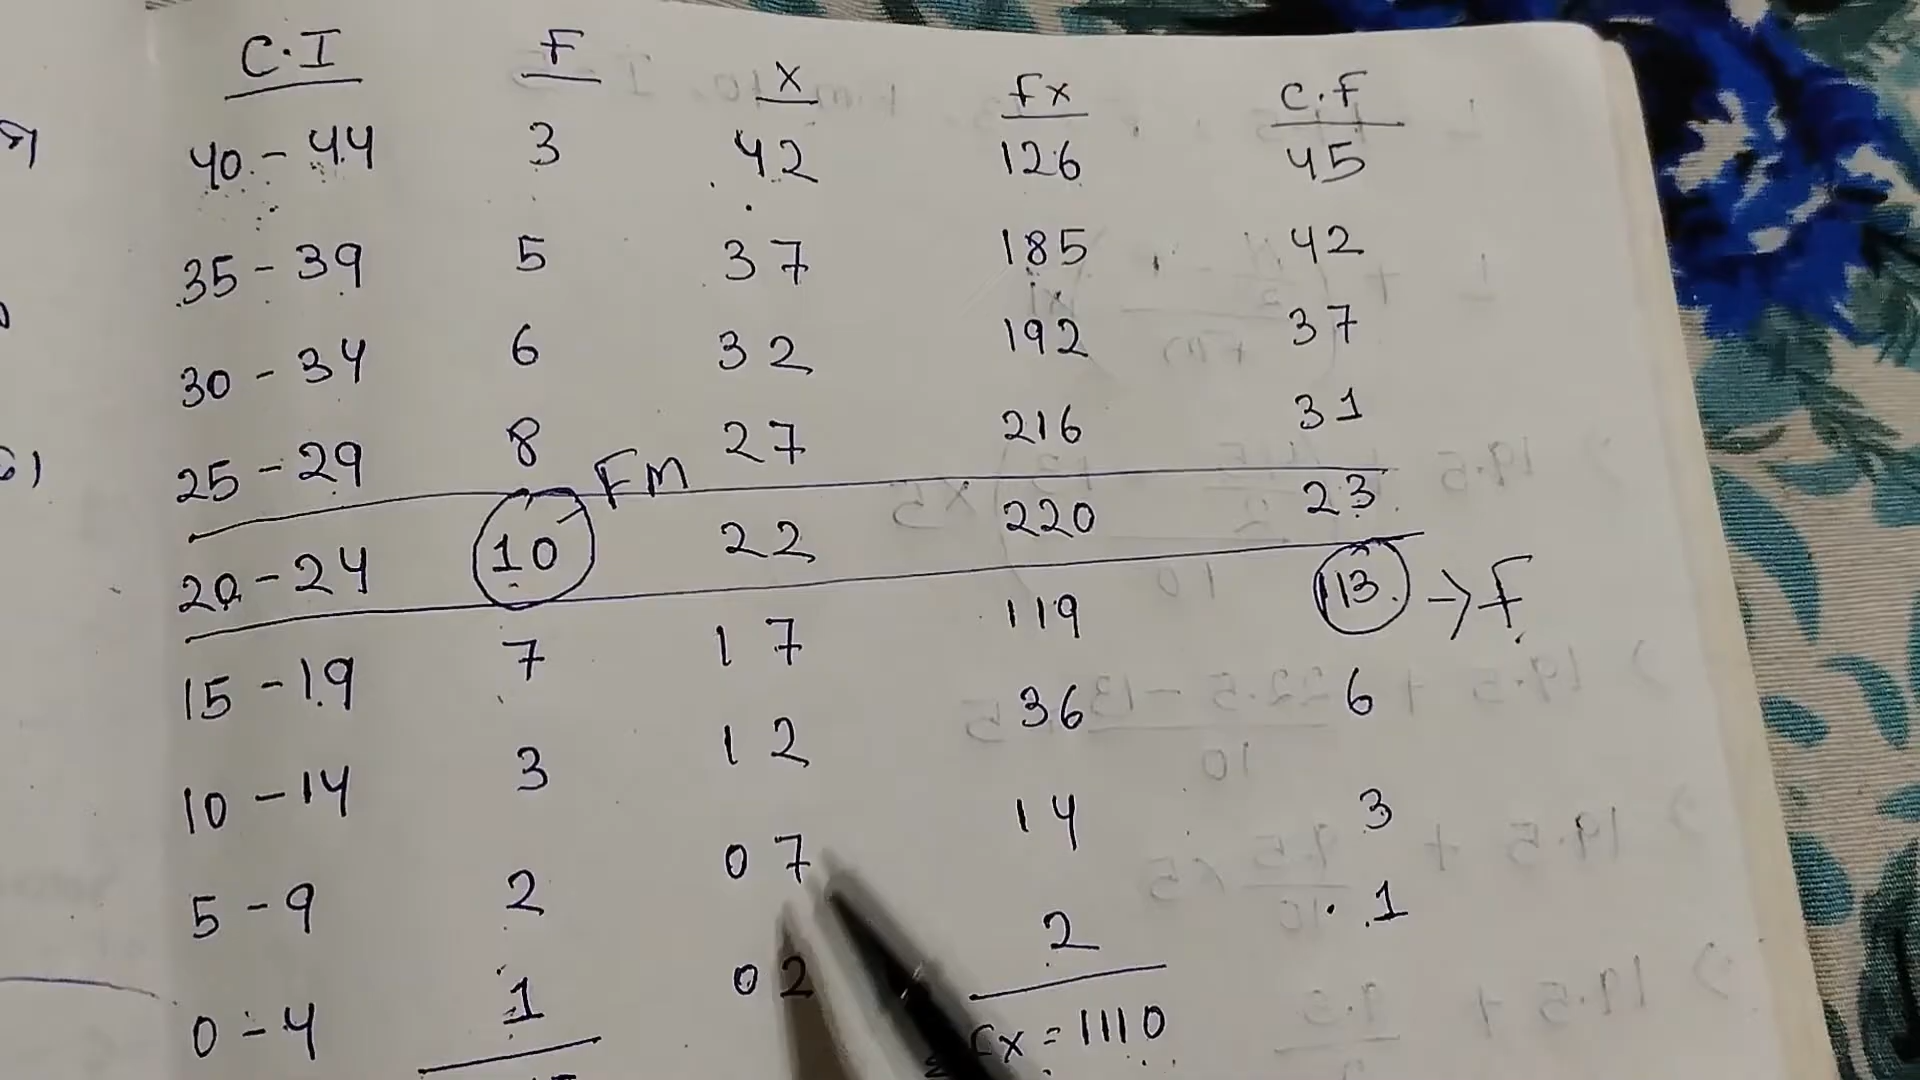 C.I F X Fx C.F
40 - 44 3 42 126 45
35 - 39 5 37 185 42
30 - 34 6 32 192 37
25 - 29 8 27 216 31
Fm
20 - 24 10 22 220 23
15 - 19 7 17 119 13 → F
10 - 14 3 12 36 6
5 - 9 2 07 14 3
0 - 4 1 02 2 1
fx = 1110